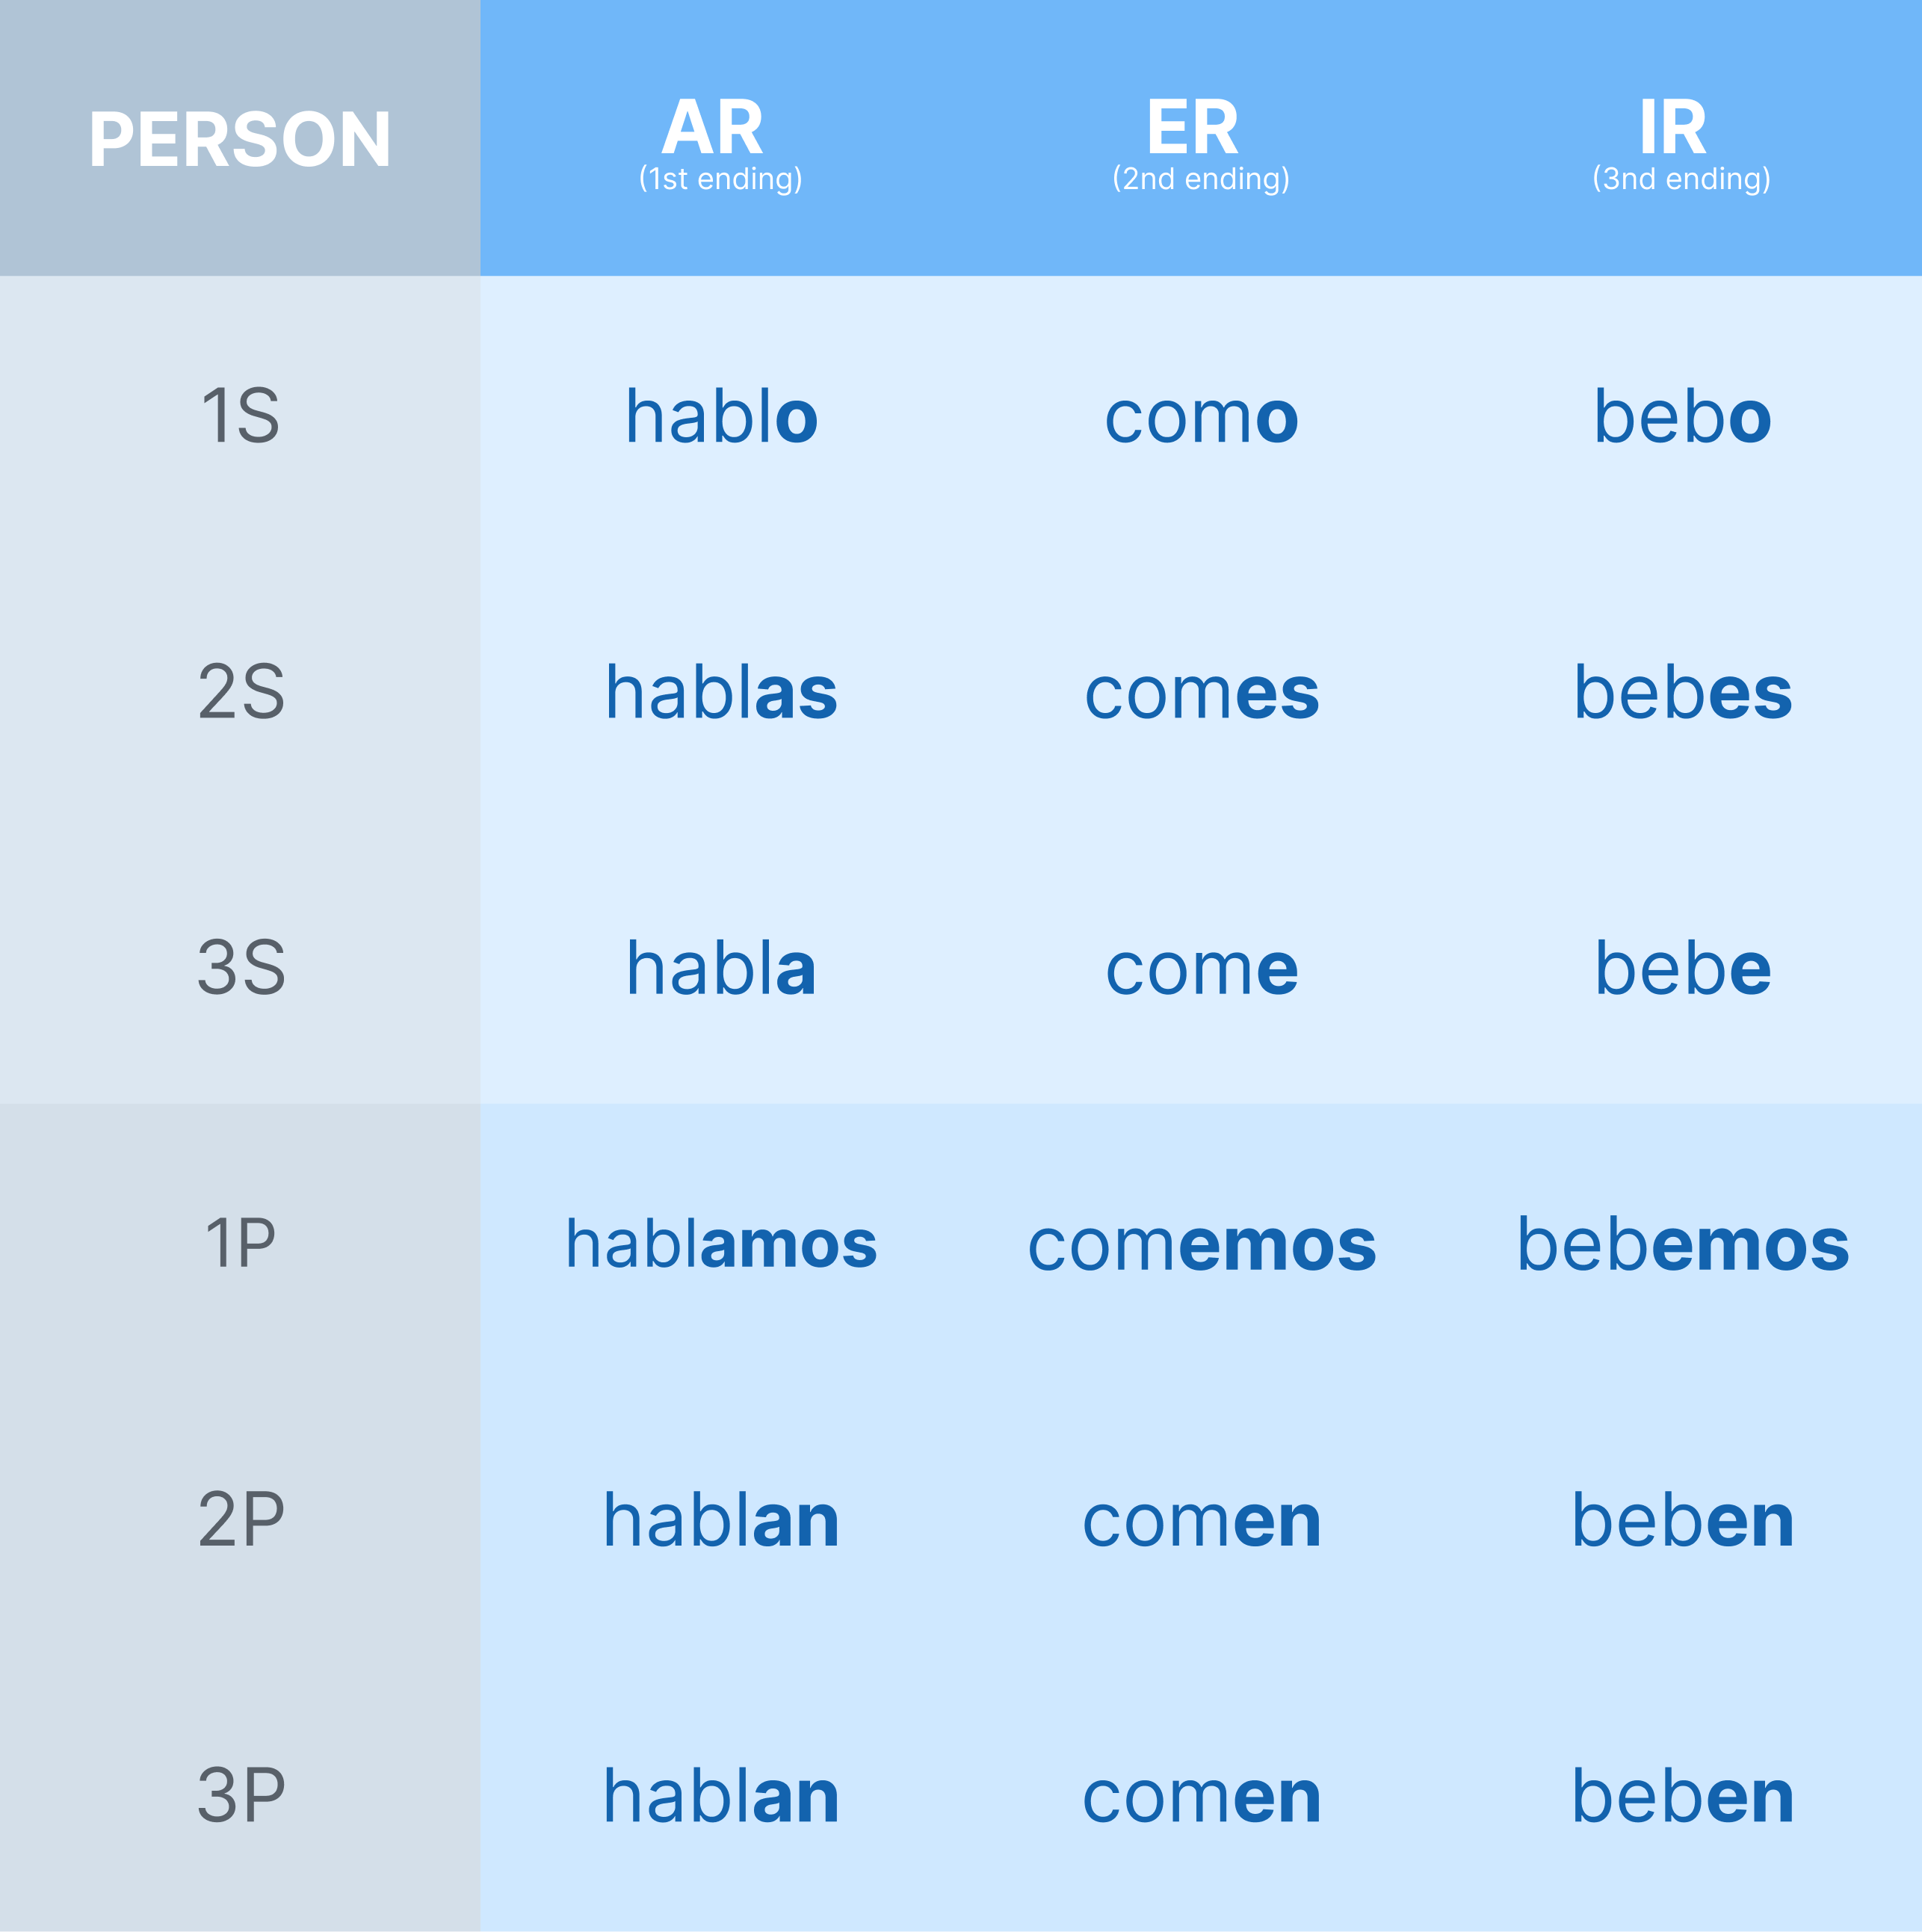 PERSON AR ER IR
(1st ending) (2nd ending) (3nd ending)
1S hablo como bebo
2S hablas comes bebes
3S habla come bebe
1P hablamos comemos bebemos
2P hablan comen beben
3P hablan comen beben